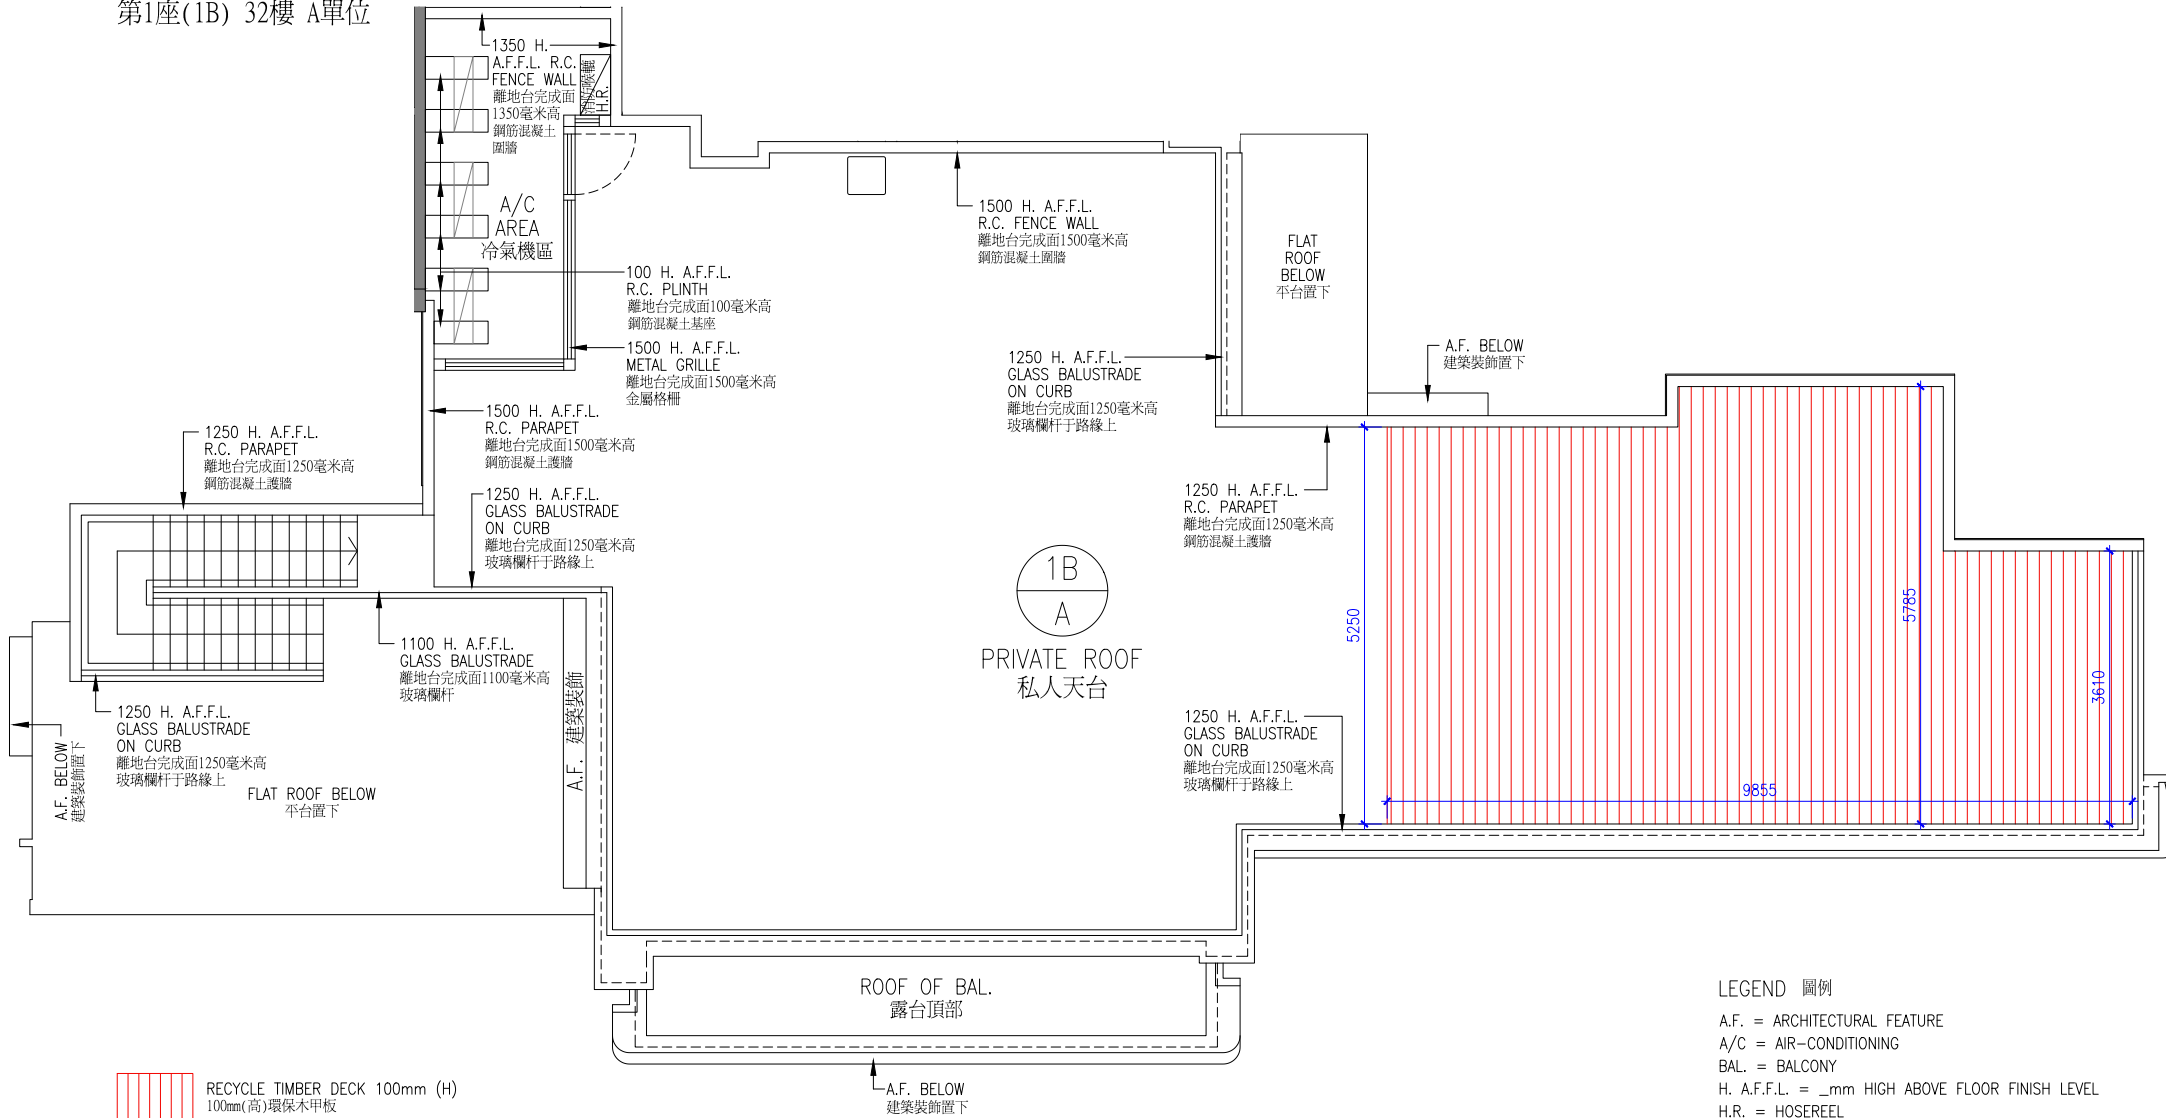 第1座(1B) 32樓 A單位
1350 H.
A.F.F.L. R.C.
FENCE WALL
離地台完成面
1350毫米高
鋼筋混凝土
圍牆
消防喉轆
H.R.
A/C
AREA
冷氣機區
100 H. A.F.F.L.
R.C. PLINTH
離地台完成面100毫米高
鋼筋混凝土基座
1500 H. A.F.F.L.
METAL GRILLE
離地台完成面1500毫米高
金屬格柵
1500 H. A.F.F.L.
R.C. PARAPET
離地台完成面1500毫米高
鋼筋混凝土護牆
1250 H. A.F.F.L.
R.C. PARAPET
離地台完成面1250毫米高
鋼筋混凝土護牆
1250 H. A.F.F.L.
GLASS BALUSTRADE
ON CURB
離地台完成面1250毫米高
玻璃欄杆于路緣上
1100 H. A.F.F.L.
GLASS BALUSTRADE
離地台完成面1100毫米高
玻璃欄杆
1250 H. A.F.F.L.
GLASS BALUSTRADE
ON CURB
離地台完成面1250毫米高
玻璃欄杆于路緣上
A.F. BELOW
建築裝飾置下
FLAT ROOF BELOW
平台置下
A.F. 建築裝飾
1500 H. A.F.F.L.
R.C. FENCE WALL
離地台完成面1500毫米高
鋼筋混凝土圍牆
FLAT
ROOF
BELOW
平台置下
1250 H. A.F.F.L.
GLASS BALUSTRADE
ON CURB
離地台完成面1250毫米高
玻璃欄杆于路緣上
A.F. BELOW
建築裝飾置下
1250 H. A.F.F.L.
R.C. PARAPET
離地台完成面1250毫米高
鋼筋混凝土護牆
1B
A
PRIVATE ROOF
私人天台
1250 H. A.F.F.L.
GLASS BALUSTRADE
ON CURB
離地台完成面1250毫米高
玻璃欄杆于路緣上
5250
5785
3610
9855
ROOF OF BAL.
露台頂部
A.F. BELOW
建築裝飾置下
RECYCLE TIMBER DECK 100mm (H)
100mm(高)環保木甲板
LEGEND 圖例
A.F. = ARCHITECTURAL FEATURE
A/C = AIR-CONDITIONING
BAL. = BALCONY
H. A.F.F.L. = _mm HIGH ABOVE FLOOR FINISH LEVEL
H.R. = HOSEREEL